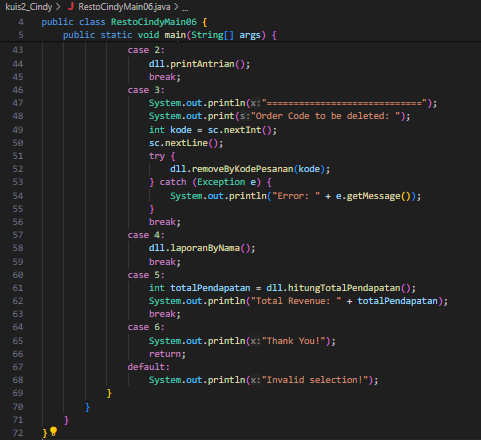 kuis2_Cindy > J RestoCindyMain06.java > ...
4 public class RestoCindyMain06 {
5 public static void main(String[] args) {
43 case 2:
44 dll.printAntrian();
45 break;
46 case 3:
47 System.out.println(x:"=============================");
48 System.out.print(s:"Order Code to be deleted: ");
49 int kode = sc.nextInt();
50 sc.nextLine();
51 try {
52 dll.removeByKodePesanan(kode);
53 } catch (Exception e) {
54 System.out.println("Error: " + e.getMessage());
55 }
56 break;
57 case 4:
58 dll.laporanByNama();
59 break;
60 case 5:
61 int totalPendapatan = dll.hitungTotalPendapatan();
62 System.out.println("Total Revenue: " + totalPendapatan);
63 break;
64 case 6:
65 System.out.println(x:"Thank You!");
66 return;
67 default:
68 System.out.println(x:"Invalid selection!");
69 }
70 }
71 }
72 }